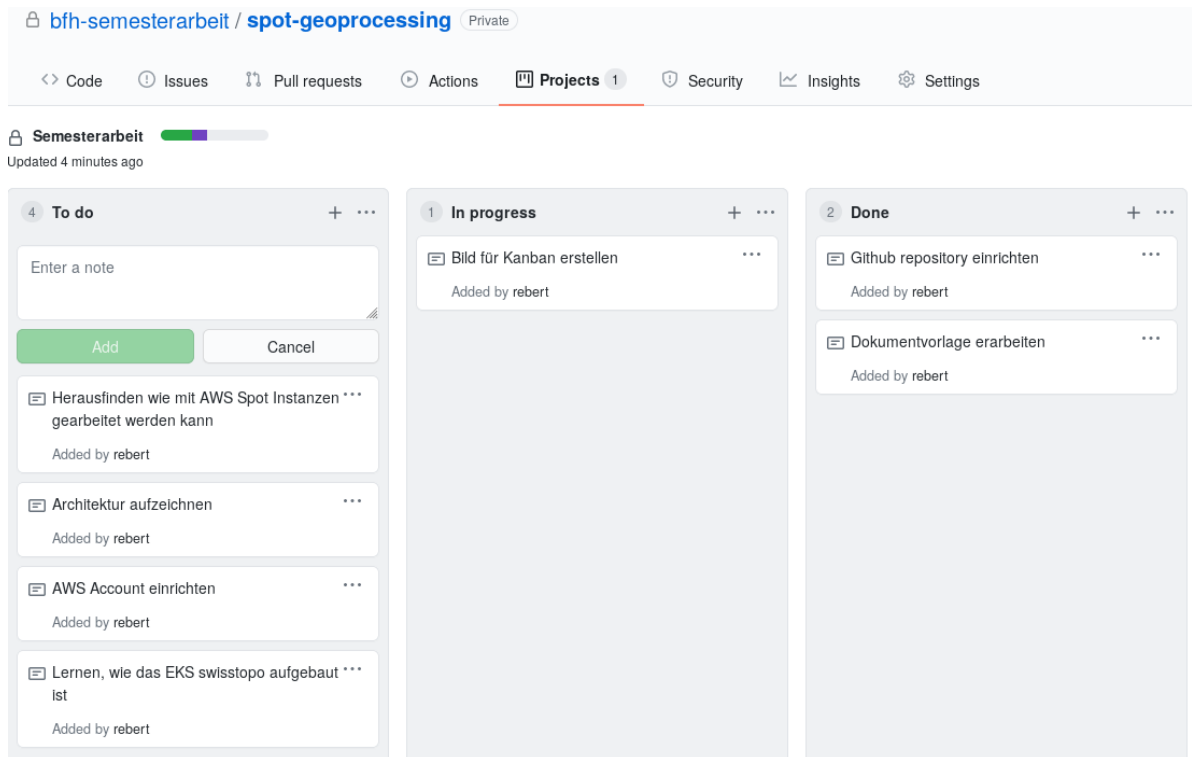 bfh-semesterarbeit / spot-geoprocessing Private
Code Issues Pull requests Actions Projects 1 Security Insights Settings
Semesterarbeit
Updated 4 minutes ago
4 To do
Enter a note
Add Cancel
Herausfinden wie mit AWS Spot Instanzen
gearbeitet werden kann
Added by rebert
Architektur aufzeichnen
Added by rebert
AWS Account einrichten
Added by rebert
Lernen, wie das EKS swisstopo aufgebaut
ist
Added by rebert
1 In progress
Bild für Kanban erstellen
Added by rebert
2 Done
Github repository einrichten
Added by rebert
Dokumentvorlage erarbeiten
Added by rebert